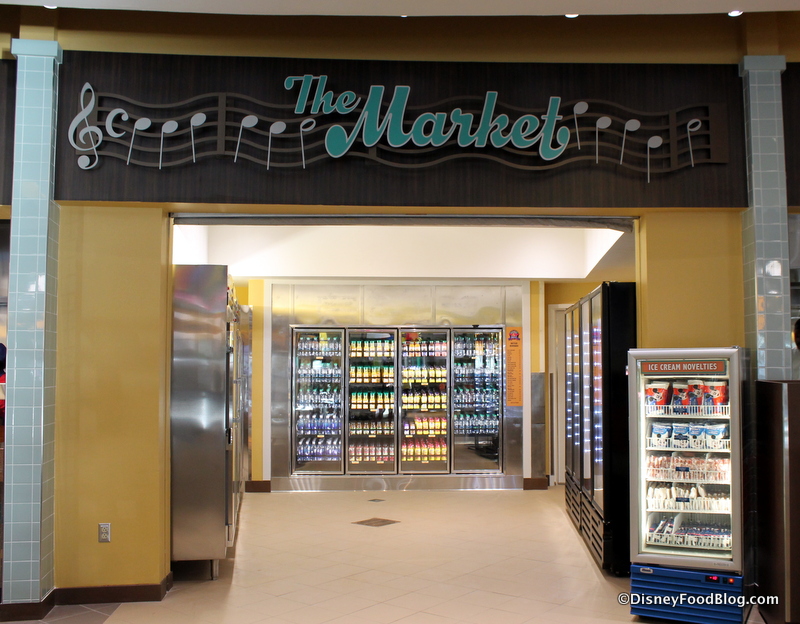 The Market
ICE CREAM NOVELTIES
©DisneyFoodBlog.com